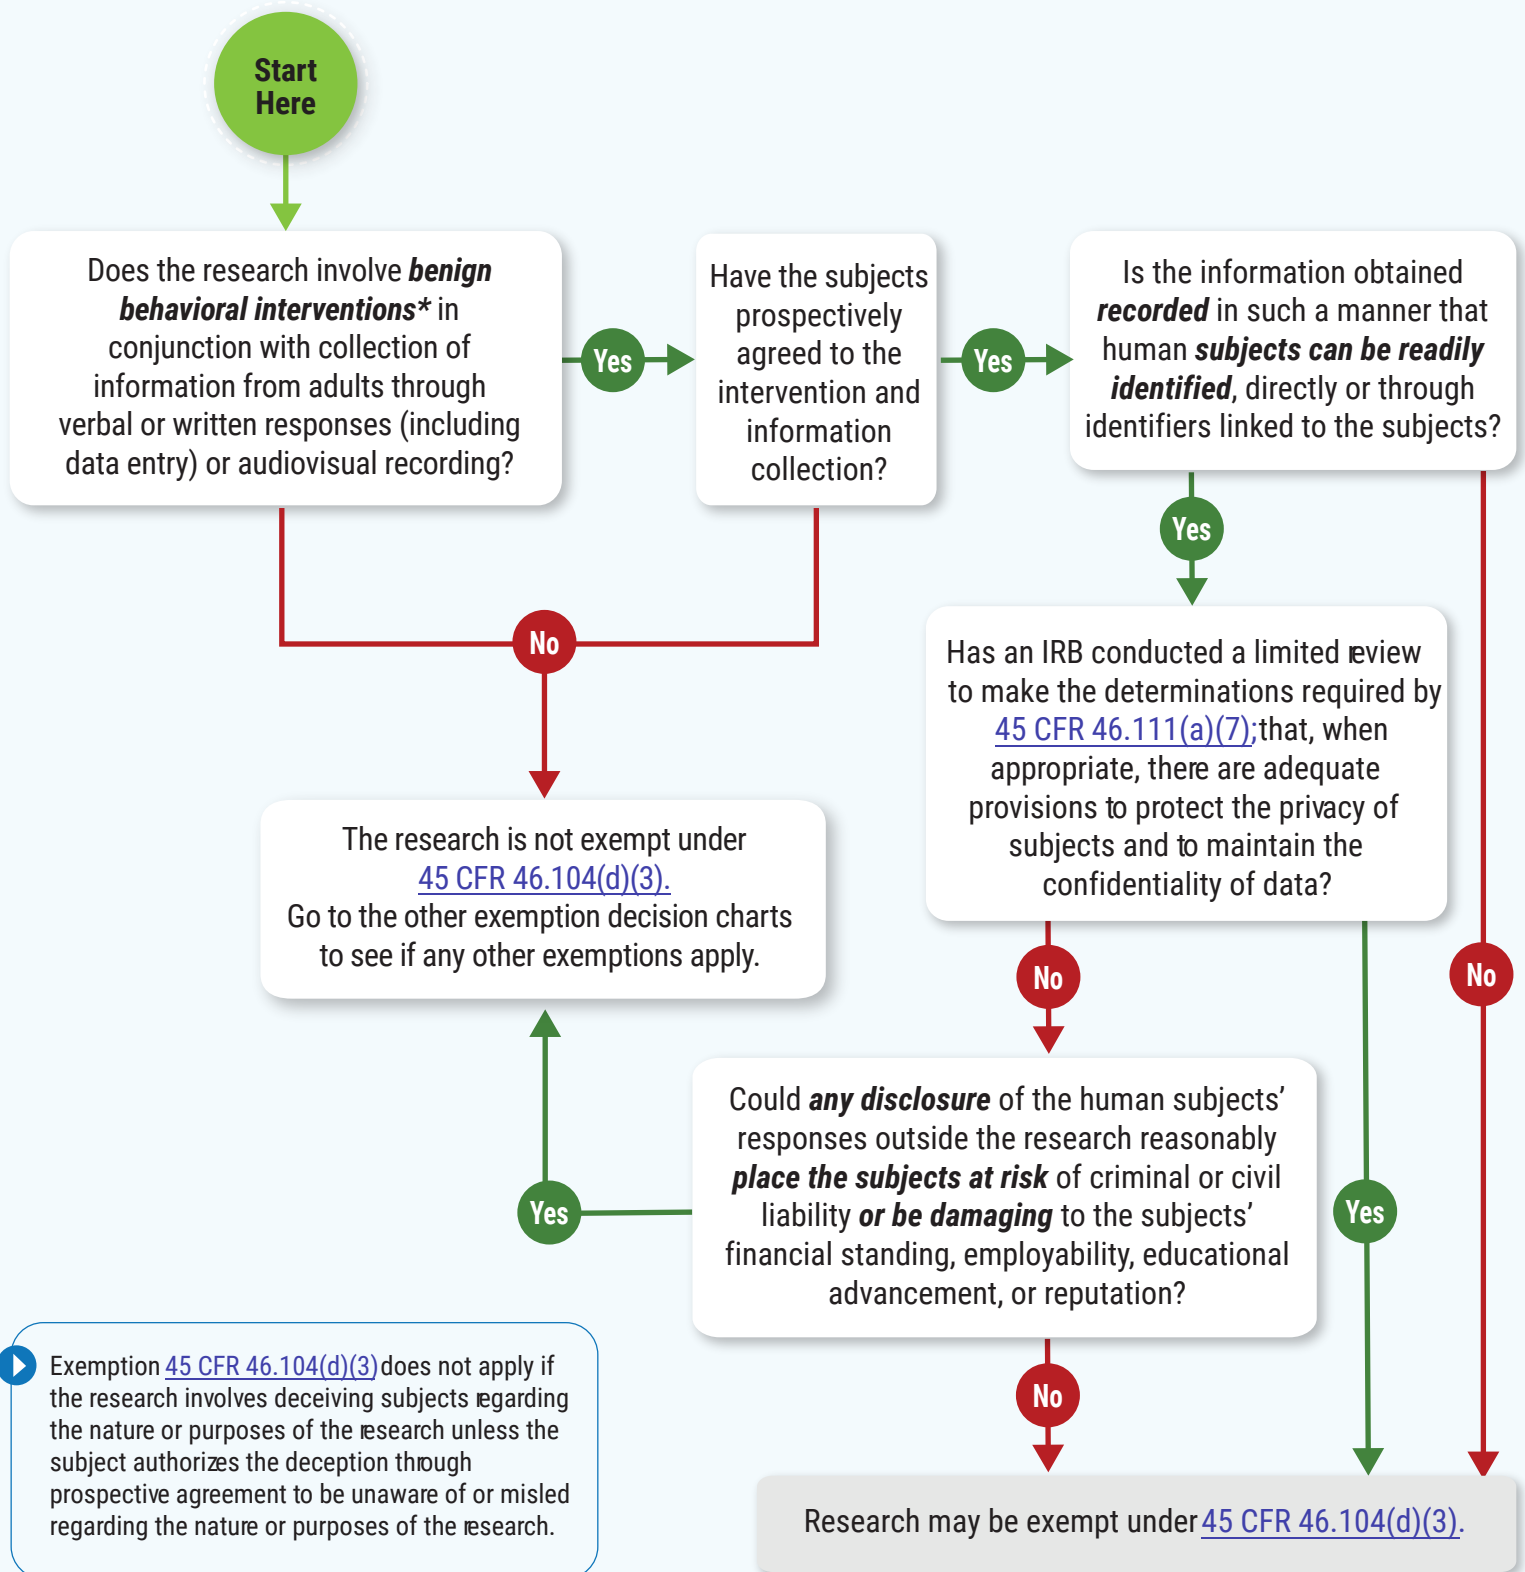 Start
Here
Does the research involve benign
behavioral interventions* in
conjunction with collection of
information from adults through
verbal or written responses (including
data entry) or audiovisual recording?
Yes
Have the subjects
prospectively
agreed to the
intervention and
information
collection?
Yes
Is the information obtained
recorded in such a manner that
human subjects can be readily
identified, directly or through
identifiers linked to the subjects?
Yes
No
Has an IRB conducted a limited review
to make the determinations required by
45 CFR 46.111(a)(7); that, when
appropriate, there are adequate
provisions to protect the privacy of
subjects and to maintain the
confidentiality of data?
The research is not exempt under
45 CFR 46.104(d)(3).
Go to the other exemption decision charts
to see if any other exemptions apply.
No
No
Could any disclosure of the human subjects’
responses outside the research reasonably
place the subjects at risk of criminal or civil
liability or be damaging to the subjects’
financial standing, employability, educational
advancement, or reputation?
Yes
Yes
Exemption 45 CFR 46.104(d)(3) does not apply if
the research involves deceiving subjects regarding
the nature or purposes of the research unless the
subject authorizes the deception through
prospective agreement to be unaware of or misled
regarding the nature or purposes of the research.
No
Research may be exempt under 45 CFR 46.104(d)(3).